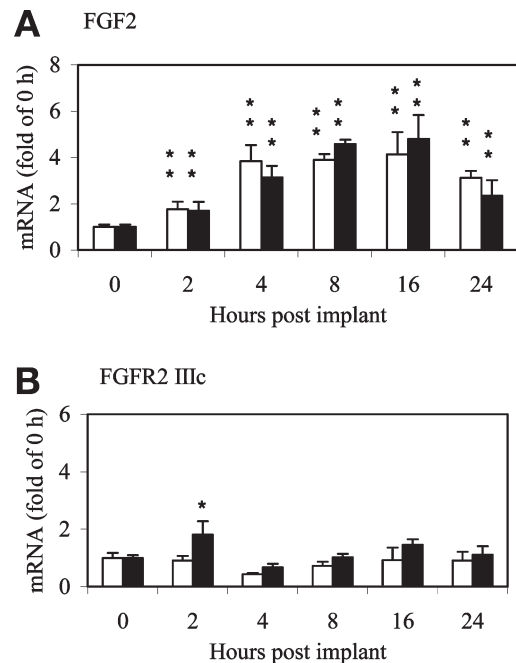 A FGF2
mRNA (fold of 0 h)
8
6
4
2
0
* * * * * * * * * *
* * * * * * * * * *
0 2 4 8 16 24
Hours post implant
B FGFR2 IIIc
mRNA (fold of 0 h)
6
4
2
0
*
0 2 4 8 16 24
Hours post implant